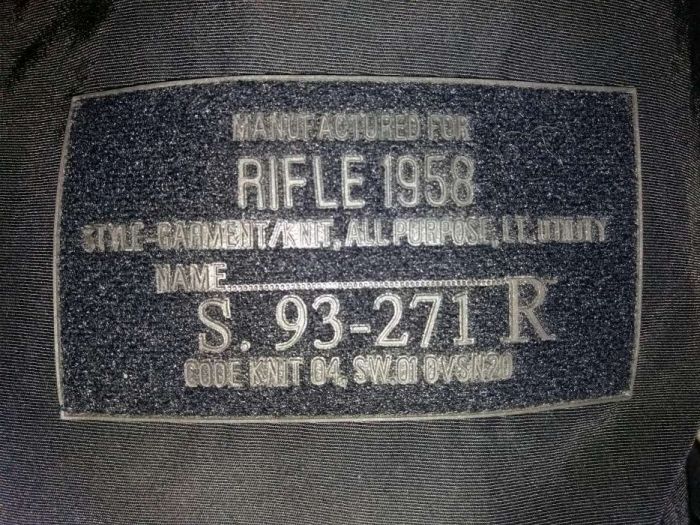 MANUFACTURED FOR
RIFLE 1958
STYLE-GARMENT/KNIT, ALL PURPOSE, LT. UTILITY
NAME
S. 93-271 R
CODE KNIT 04, SW.01 DVSN20